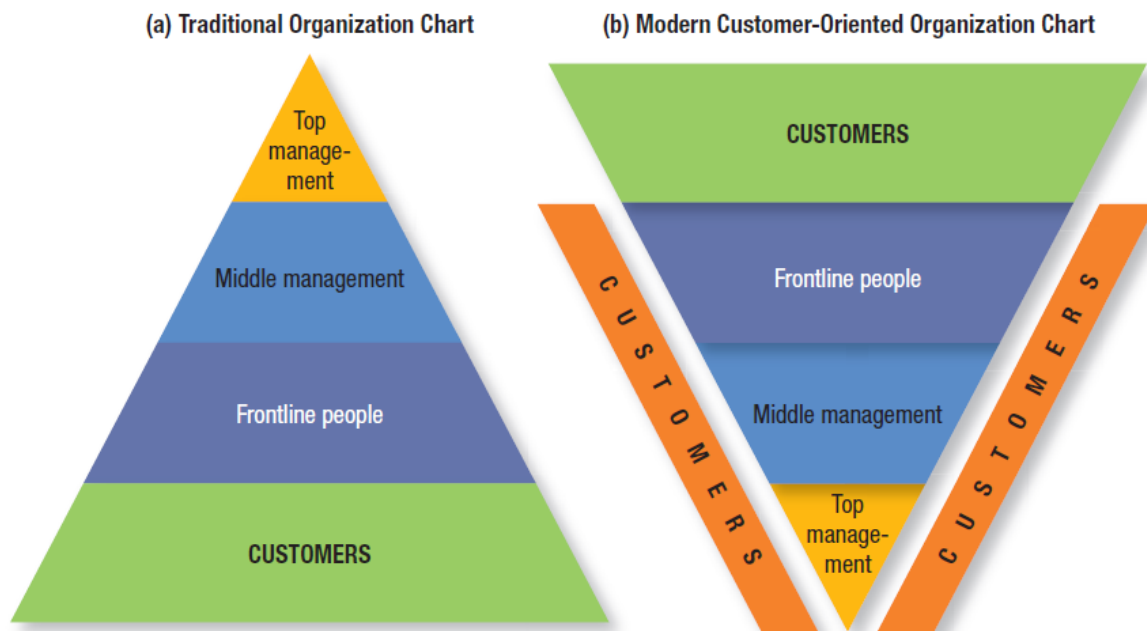 (a) Traditional Organization Chart
Top
manage-
ment
Middle management
Frontline people
CUSTOMERS
(b) Modern Customer-Oriented Organization Chart
CUSTOMERS
Frontline people
Middle management
Top
manage-
ment
CUSTOMERS
CUSTOMERS